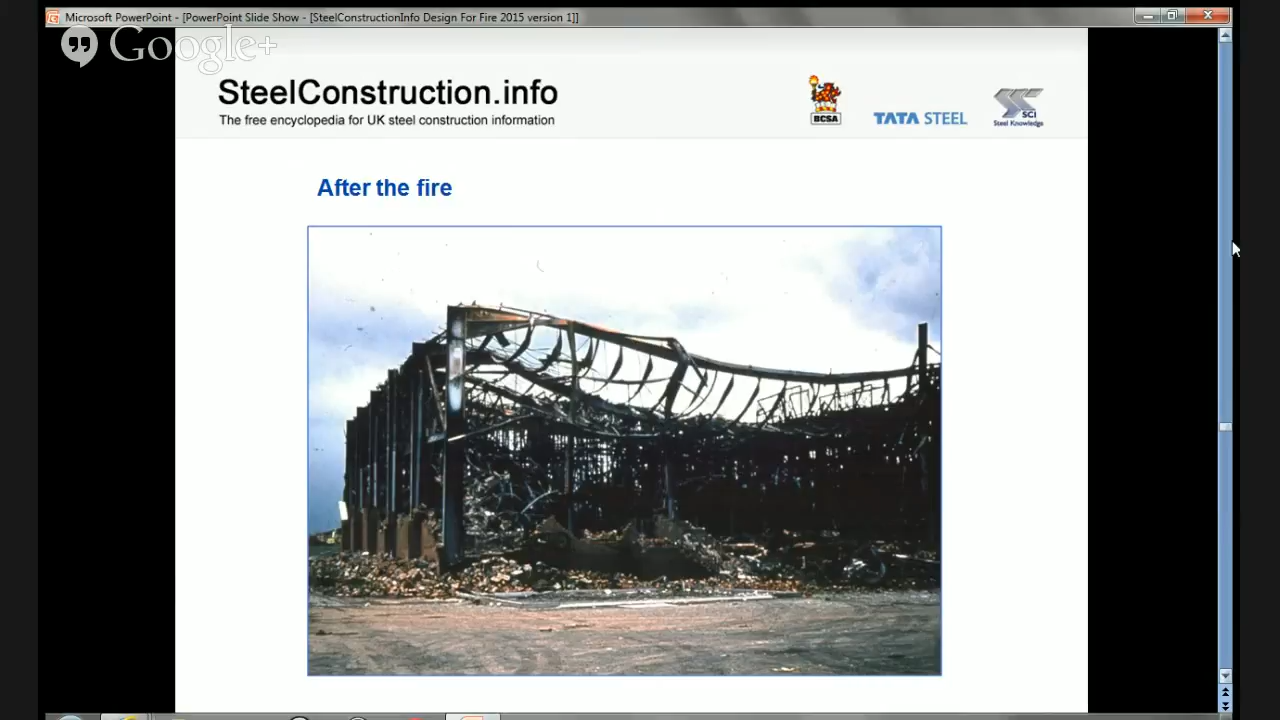 Microsoft PowerPoint - [PowerPoint Slide Show - [SteelConstructionInfo Design For Fire 2015 version 1]]
Google+
SteelConstruction.info
The free encyclopedia for UK steel construction information
BCSA
TATA STEEL
SCI
Steel Knowledge
After the fire